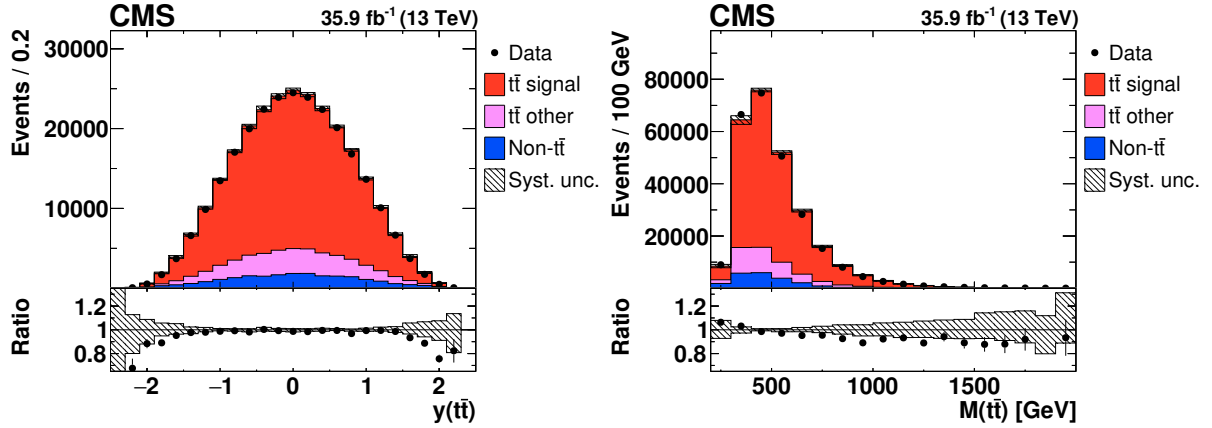 CMS
35.9 fb⁻¹ (13 TeV)
Events / 0.2
30000
20000
10000
Data
tt̄ signal
tt̄ other
Non-tt̄
Syst. unc.
Ratio
1.2
1
0.8
−2 −1 0 1 2
y(tt̄)
CMS
35.9 fb⁻¹ (13 TeV)
Events / 100 GeV
80000
60000
40000
20000
Data
tt̄ signal
tt̄ other
Non-tt̄
Syst. unc.
Ratio
1.2
1
0.8
500 1000 1500
M(tt̄) [GeV]